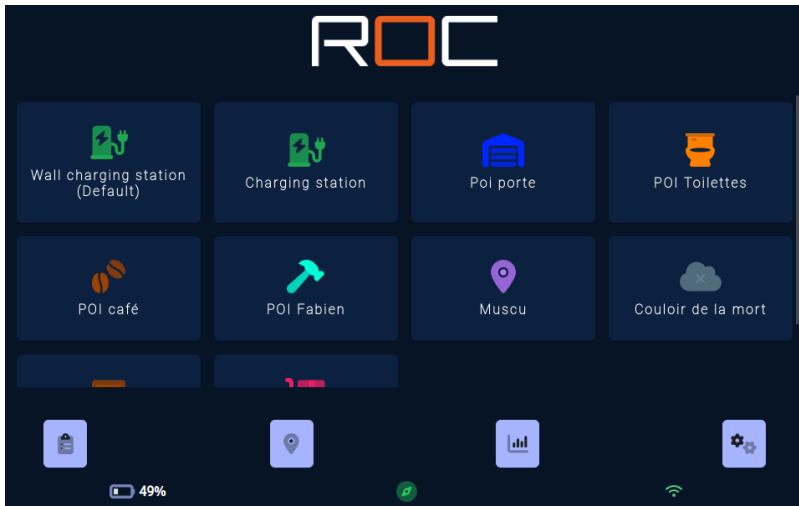 ROC
Wall charging station
(Default)
Charging station
Poi porte
POI Toilettes
POI café
POI Fabien
Muscu
Couloir de la mort
49%